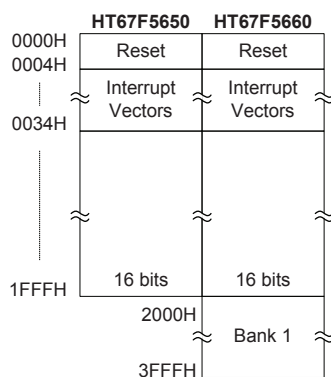 HT67F5650 HT67F5660
0000H Reset Reset
0004H
Interrupt Interrupt
Vectors Vectors
0034H
16 bits 16 bits
1FFFH
2000H
Bank 1
3FFFH